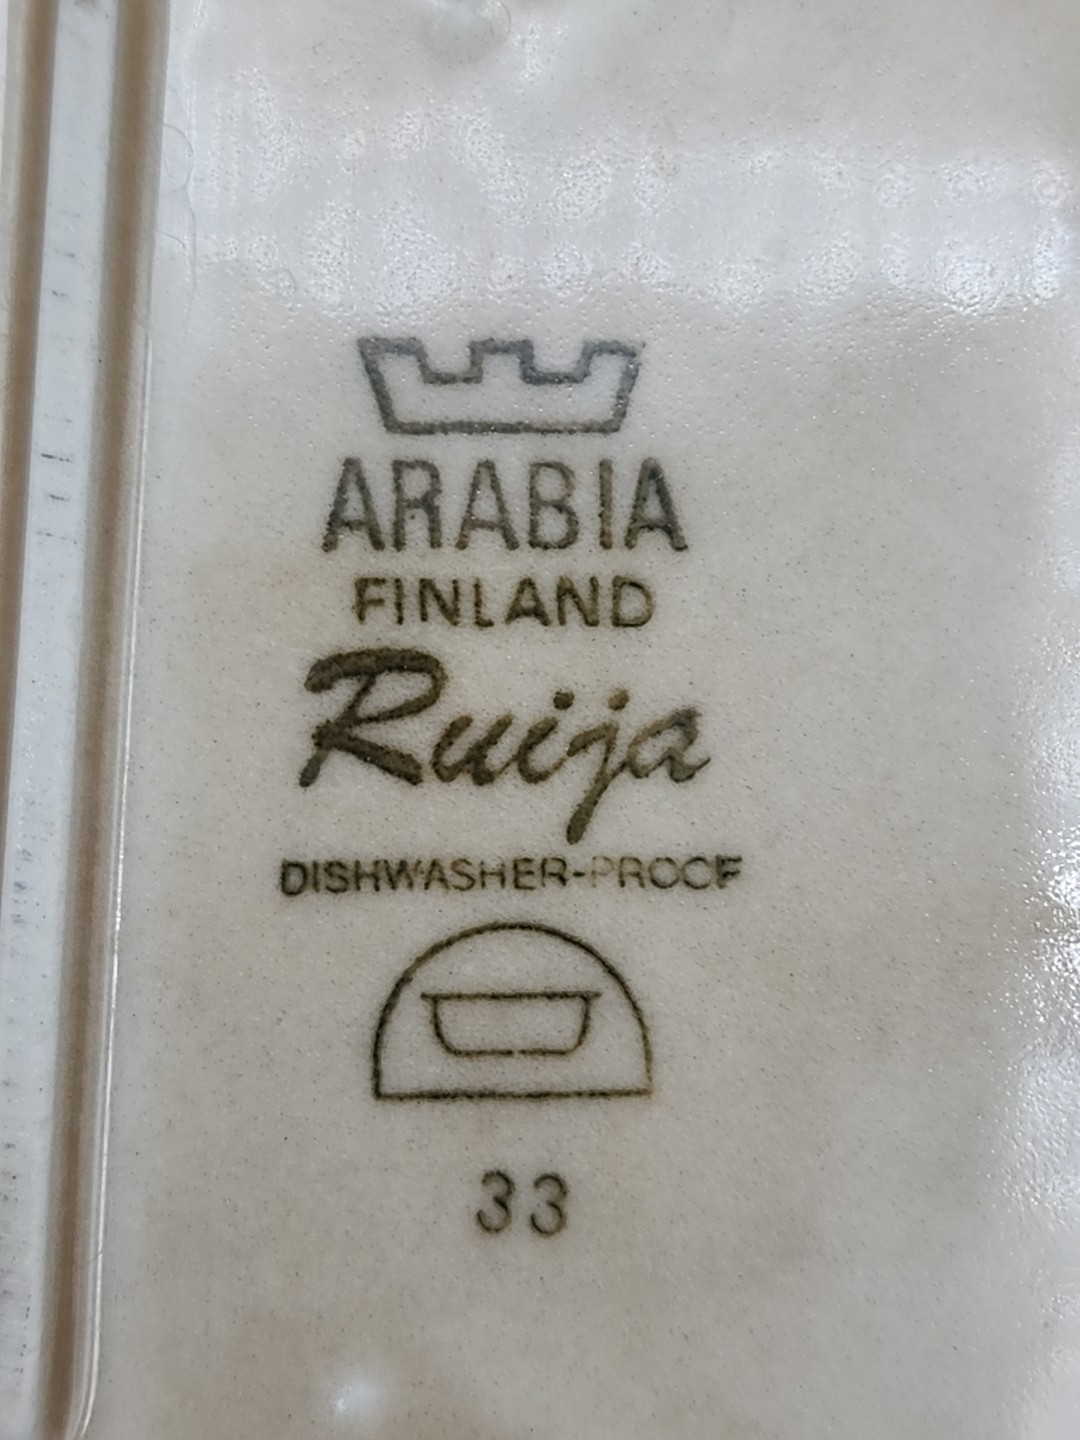 ARABIA
FINLAND
Ruija
DISHWASHER-PROOF
33